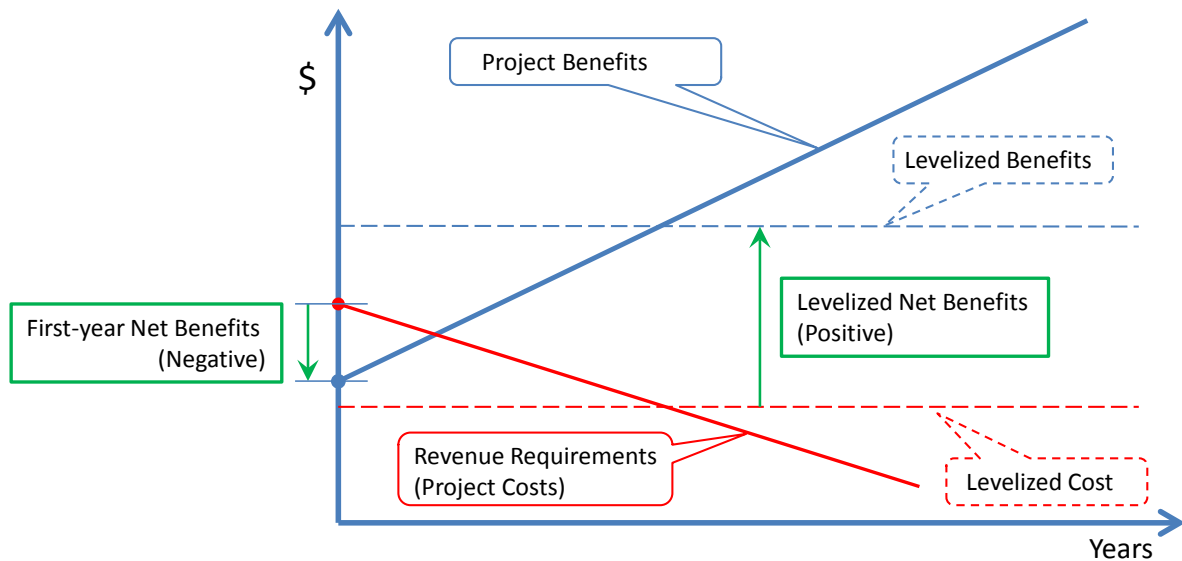 $
Project Benefits
Levelized Benefits
First-year Net Benefits
(Negative)
Levelized Net Benefits
(Positive)
Revenue Requirements
(Project Costs)
Levelized Cost
Years